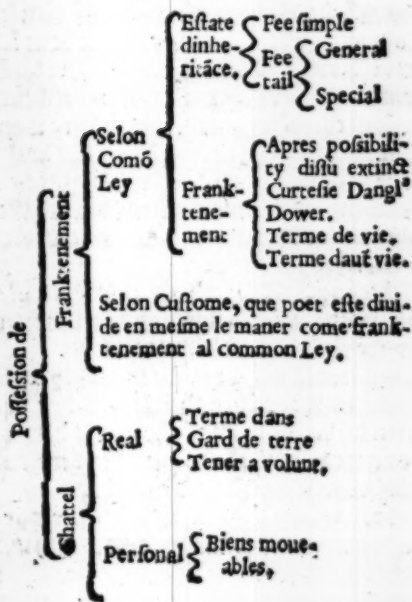 Possession de
Franktenement
Selon
Comō
Ley
Estate
dinhe-
ritāce,
Fee simple
Fee
tail
General
Special
Frank-
tene-
ment
Apres possibili-
ty dissu extinct
Curtesie Dangl'
Dower.
Terme de vie.
Terme daut vie.
Selon Custome, que poet este diui-
de en mesme le maner come frank-
tenement al common Ley.
Chattel
Real
Terme dans
Gard de terre
Tener a volunt,
Personal
Biens moue-
ables,